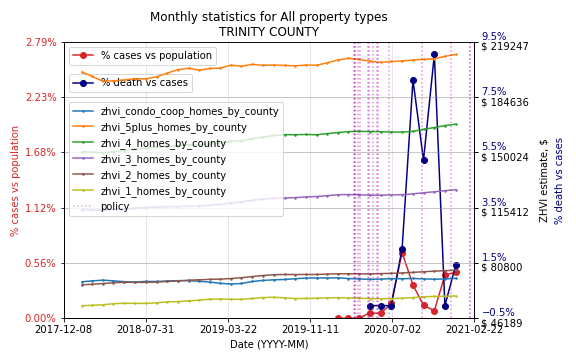 Monthly statistics for All property types
TRINITY COUNTY
2.79%
2.23%
1.68%
1.12%
0.56%
0.00%
% cases vs population
% cases vs population
% death vs cases
zhvi_condo_coop_homes_by_county
zhvi_5plus_homes_by_county
zhvi_4_homes_by_county
zhvi_3_homes_by_county
zhvi_2_homes_by_county
zhvi_1_homes_by_county
policy
9.5%
$ 219247
7.5%
$ 184636
5.5%
$ 150024
3.5%
$ 115412
1.5%
$ 80800
−0.5%
$ 46189
ZHVI estimate, $
% death vs cases
2017-12-08
2018-07-31
2019-03-22
2019-11-11
2020-07-02
2021-02-22
Date (YYYY-MM)